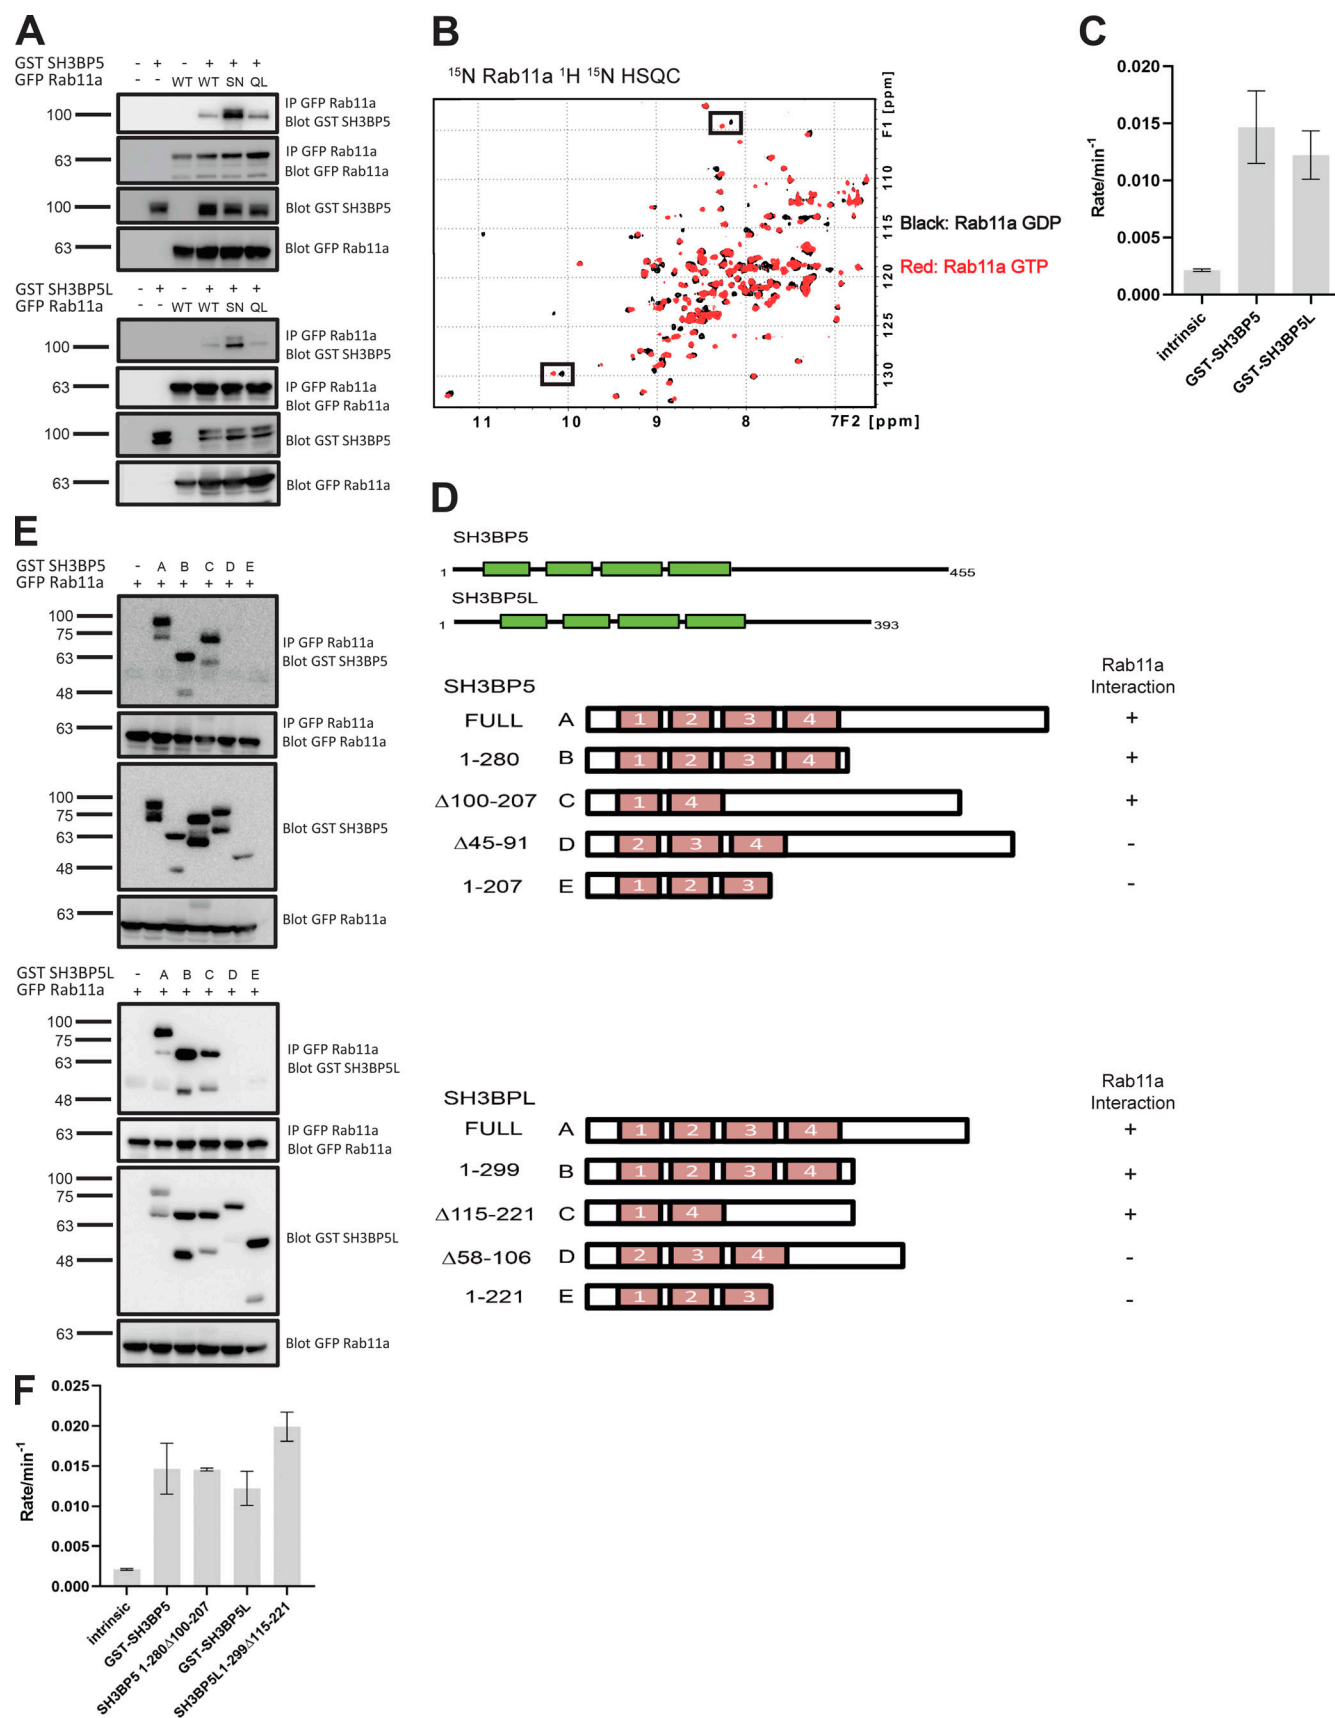 A
GST SH3BP5 - + - + + +
GFP Rab11a - - WT WT SN QL
100
IP GFP Rab11a
Blot GST SH3BP5
63
IP GFP Rab11a
Blot GFP Rab11a
100
Blot GST SH3BP5
63
Blot GFP Rab11a
GST SH3BP5L - + - + + +
GFP Rab11a - - WT WT SN QL
100
IP GFP Rab11a
Blot GST SH3BP5
63
IP GFP Rab11a
Blot GFP Rab11a
100
Blot GST SH3BP5
63
Blot GFP Rab11a
B
15N Rab11a 1H 15N HSQC
F1 [ppm]
110
115
120
125
130
11 10 9 8 7 F2 [ppm]
Black: Rab11a GDP
Red: Rab11a GTP
C
Rate/min-1
0.020
0.015
0.010
0.005
0.000
intrinsic
GST-SH3BP5
GST-SH3BP5L
D
SH3BP5
1 455
SH3BP5L
1 393
Rab11a
Interaction
SH3BP5
FULL A 1 2 3 4 +
1-280 B 1 2 3 4 +
Δ100-207 C 1 4 +
Δ45-91 D 2 3 4 -
1-207 E 1 2 3 -
Rab11a
Interaction
SH3BPL
FULL A 1 2 3 4 +
1-299 B 1 2 3 4 +
Δ115-221 C 1 4 +
Δ58-106 D 2 3 4 -
1-221 E 1 2 3 -
E
GST SH3BP5 - A B C D E
GFP Rab11a + + + + + +
100
75
63
48
IP GFP Rab11a
Blot GST SH3BP5
63
IP GFP Rab11a
Blot GFP Rab11a
100
75
63
48
Blot GST SH3BP5
63
Blot GFP Rab11a
GST SH3BP5L - A B C D E
GFP Rab11a + + + + + +
100
75
63
48
IP GFP Rab11a
Blot GST SH3BP5L
63
IP GFP Rab11a
Blot GFP Rab11a
100
75
63
48
Blot GST SH3BP5L
63
Blot GFP Rab11a
F
Rate/min-1
0.025
0.020
0.015
0.010
0.005
0.000
intrinsic
GST-SH3BP5
SH3BP5 1-280Δ100-207
GST-SH3BP5L
SH3BP5L1-299Δ115-221